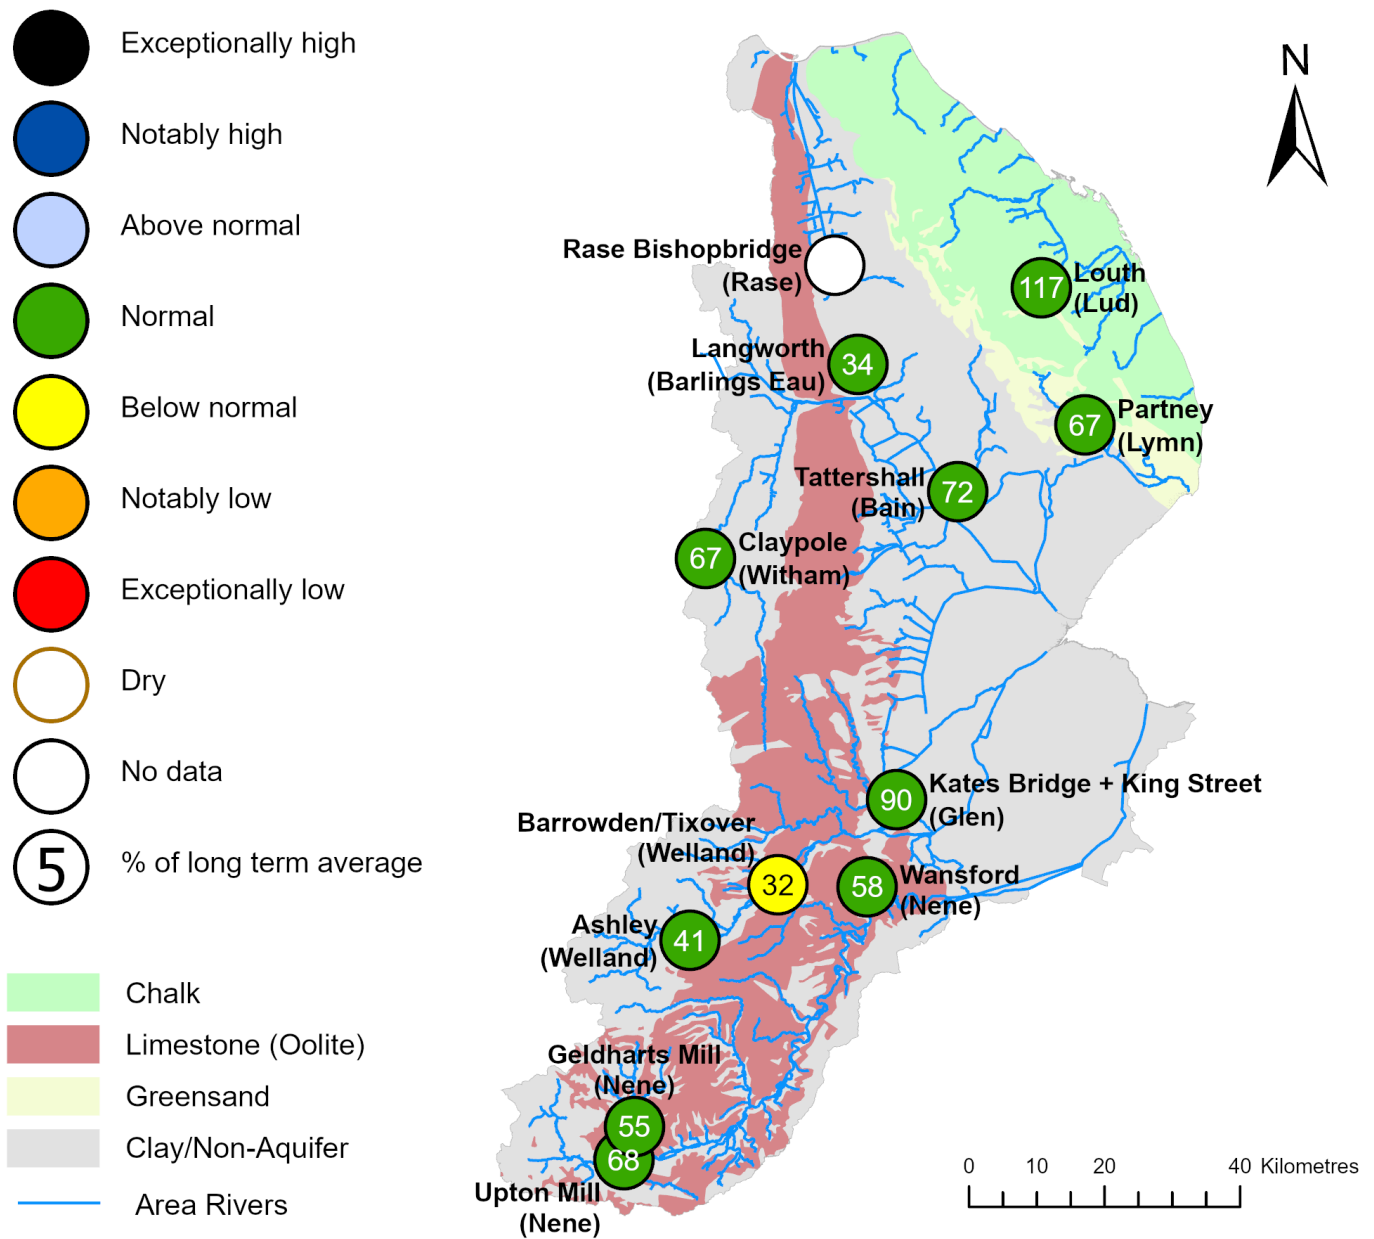 Exceptionally high
Notably high
Above normal
Normal
Below normal
Notably low
Exceptionally low
Dry
No data
5 % of long term average
Chalk
Limestone (Oolite)
Greensand
Clay/Non-Aquifer
Area Rivers
N
Rase Bishopbridge
(Rase)
117
Louth
(Lud)
Langworth
(Barlings Eau)
34
67
Partney
(Lymn)
Tattershall
(Bain)
72
67
Claypole
(Witham)
90
Kates Bridge + King Street
(Glen)
Barrowden/Tixover
(Welland)
32
58
Wansford
(Nene)
Ashley
(Welland)
41
Geldharts Mill
(Nene)
55
68
Upton Mill
(Nene)
0 10 20 40 Kilometres